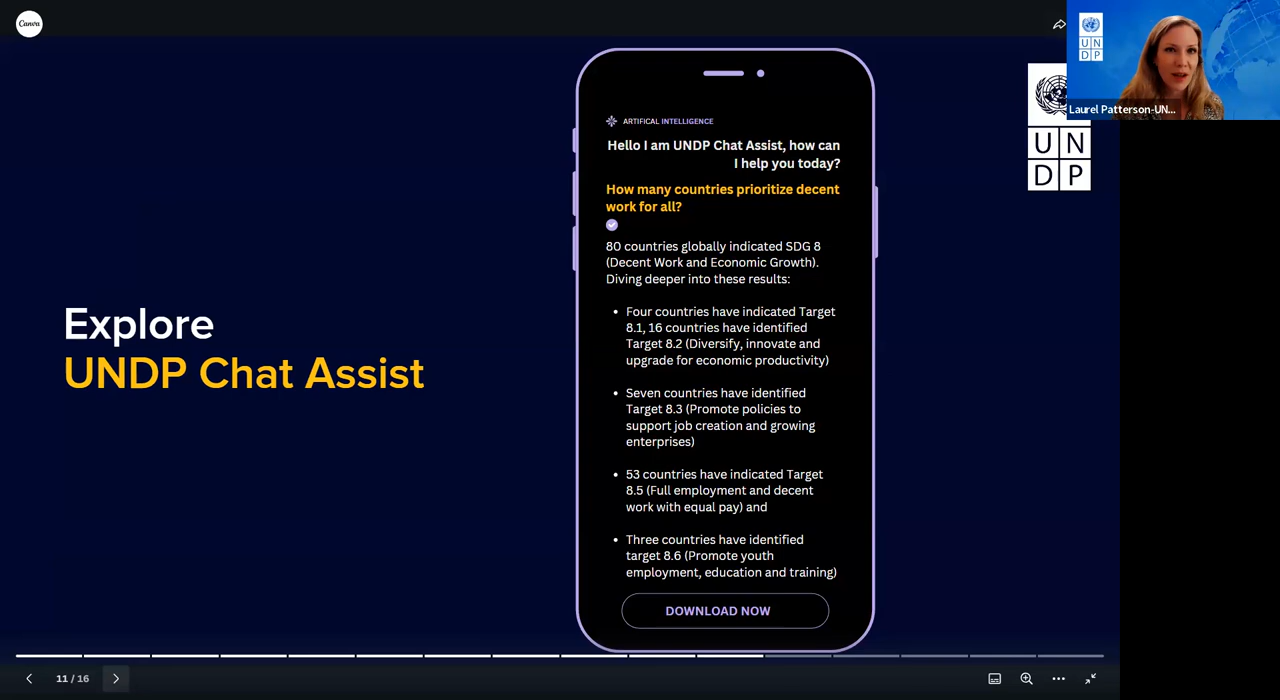 Canva
UN
DP
Laurel Patterson-UN...
UN
DP
ARTIFICAL INTELLIGENCE
Hello I am UNDP Chat Assist, how can
I help you today?
How many countries prioritize decent
work for all?
80 countries globally indicated SDG 8
(Decent Work and Economic Growth).
Diving deeper into these results:
• Four countries have indicated Target
8.1, 16 countries have identified
Target 8.2 (Diversify, innovate and
upgrade for economic productivity)
• Seven countries have identified
Target 8.3 (Promote policies to
support job creation and growing
enterprises)
• 53 countries have indicated Target
8.5 (Full employment and decent
work with equal pay) and
• Three countries have identified
target 8.6 (Promote youth
employment, education and training)
DOWNLOAD NOW
Explore
UNDP Chat Assist
11 / 16